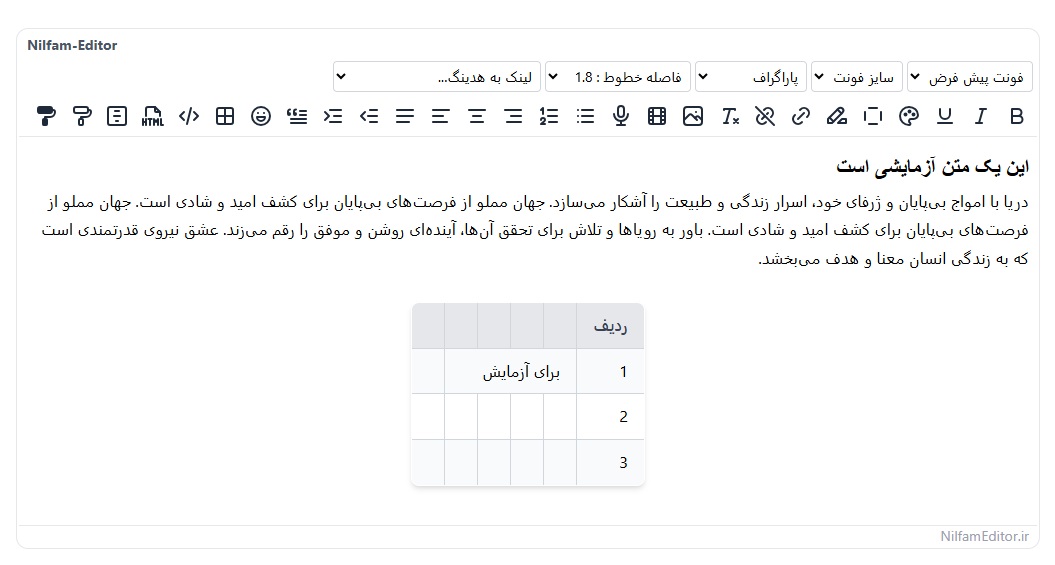 Nilfam-Editor
فونت پیش فرض
سایز فونت
پاراگراف
فاصله خطوط : 1.8
لینک به هدینگ...
HTML
این یک متن آزمایشی است
دریا با امواج بی‌پایان و ژرفای خود، اسرار زندگی و طبیعت را آشکار می‌سازد. جهان مملو از فرصت‌های بی‌پایان برای کشف امید و شادی است. جهان مملو از
فرصت‌های بی‌پایان برای کشف امید و شادی است. باور به رویاها و تلاش برای تحقق آن‌ها، آینده‌ای روشن و موفق را رقم می‌زند. عشق نیروی قدرتمندی است
که به زندگی انسان معنا و هدف می‌بخشد.
ردیف
1 برای آزمایش
2
3
NilfamEditor.ir